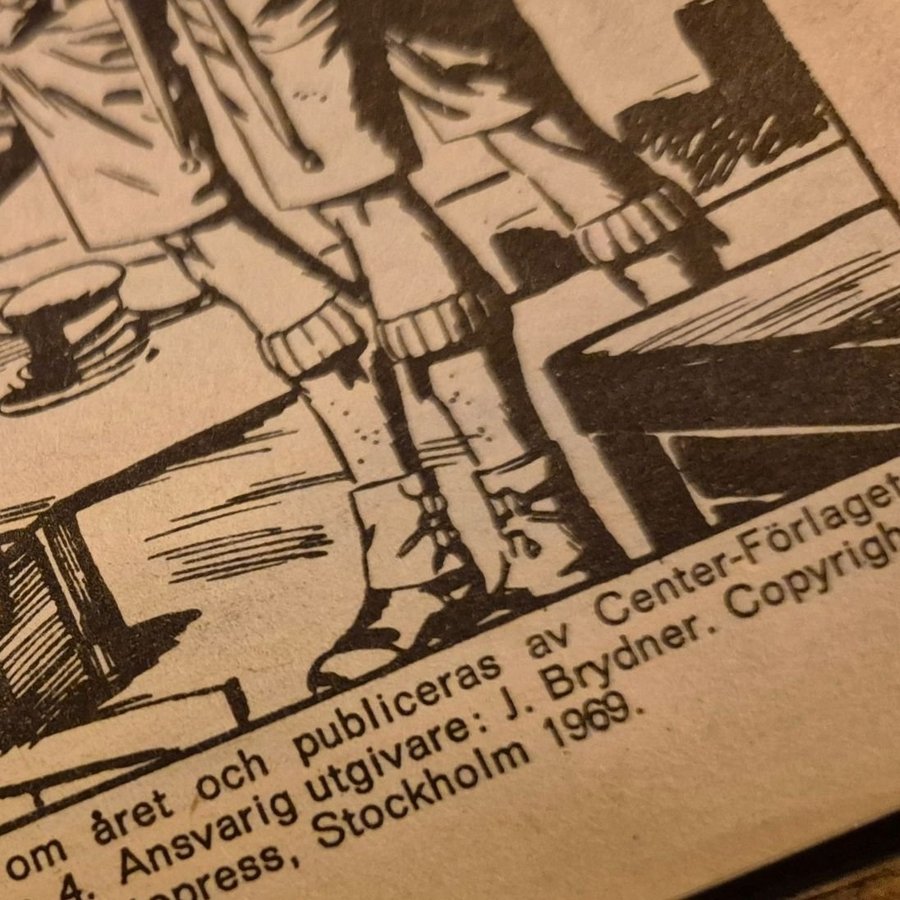 om året och publiceras av Center-Förlaget
4. Ansvarig utgivare: J. Brydner. Copyrigh
press, Stockholm 1969.